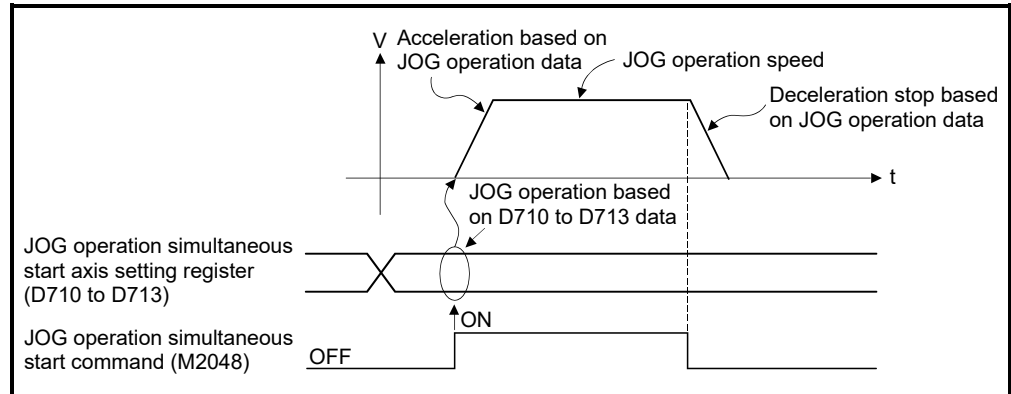 V
Acceleration based on
JOG operation data
JOG operation speed
Deceleration stop based
on JOG operation data
t
JOG operation based
on D710 to D713 data
JOG operation simultaneous
start axis setting register
(D710 to D713)
ON
JOG operation simultaneous
start command (M2048)
OFF